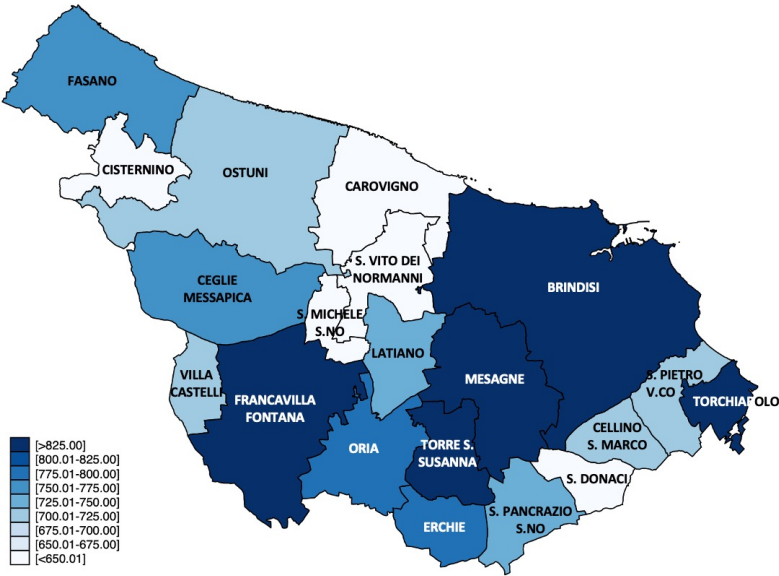 FASANO
CISTERNINO
OSTUNI
CAROVIGNO
S. VITO DEI
NORMANNI
CEGLIE
MESSAPICA
BRINDISI
S. MICHELE
S.NO
LATIANO
VILLA
CASTELLI
FRANCAVILLA
FONTANA
MESAGNE
S. PIETRO
V.CO
TORCHIAROLO
CELLINO
S. MARCO
ORIA
TORRE S.
SUSANNA
S. DONACI
S. PANCRAZIO
S.NO
ERCHIE
[>825.00]
[800.01-825.00]
[775.01-800.00]
[750.01-775.00]
[725.01-750.00]
[700.01-725.00]
[675.01-700.00]
[650.01-675.00]
[<650.01]